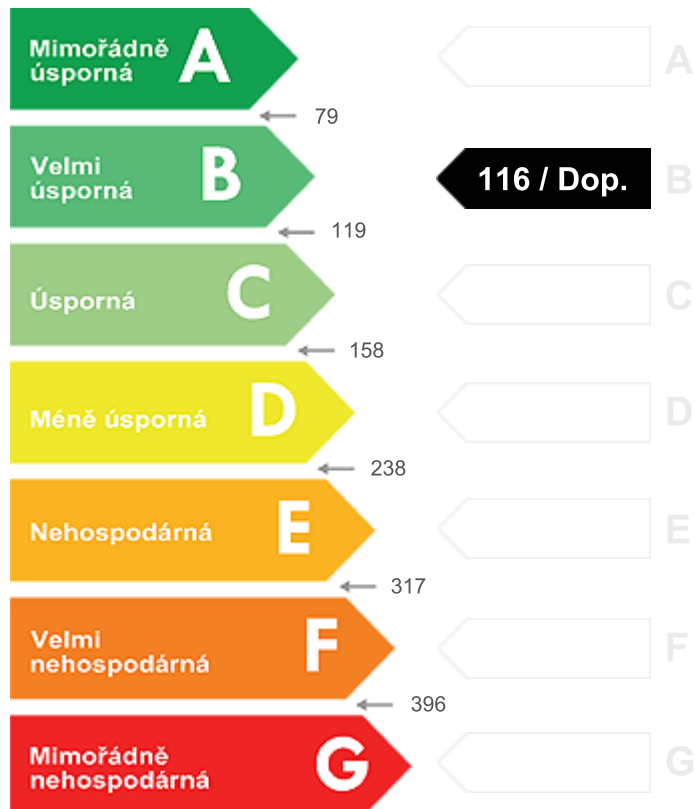 Mimořádně
úsporná
A
A
79
Velmi
úsporná
B
116 / Dop.
B
119
Úsporná
C
C
158
Méně úsporná
D
D
238
Nehospodárná
E
E
317
Velmi
nehospodárná
F
F
396
Mimořádně
nehospodárná
G
G